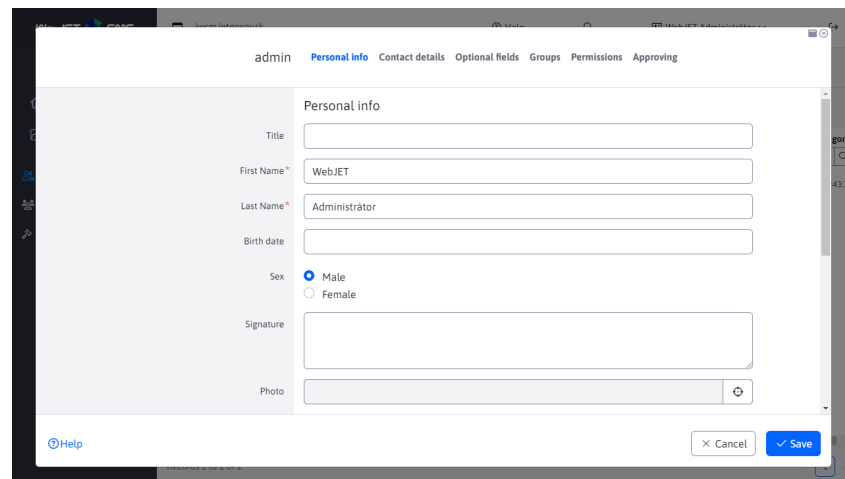 admin Personal info Contact details Optional fields Groups Permissions Approving
Personal info
Title
First Name* WebJET
Last Name* Administrátor
Birth date
Sex Male
Female
Signature
Photo
Help Cancel Save